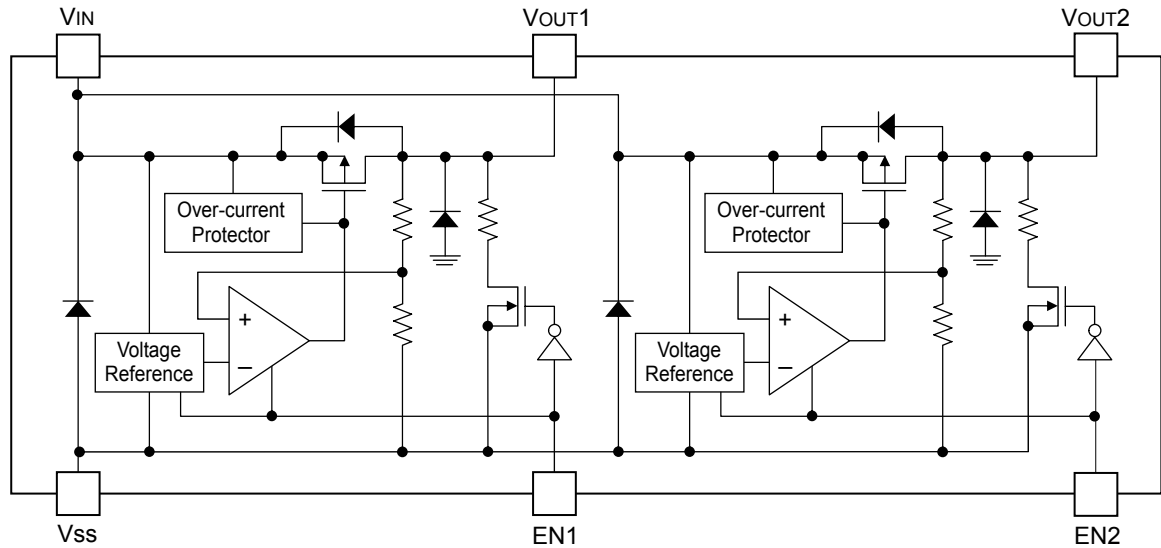 VIN
VOUT1
VOUT2
Over-current
Protector
Over-current
Protector
+
−
+
−
Voltage
Reference
Voltage
Reference
Vss
EN1
EN2